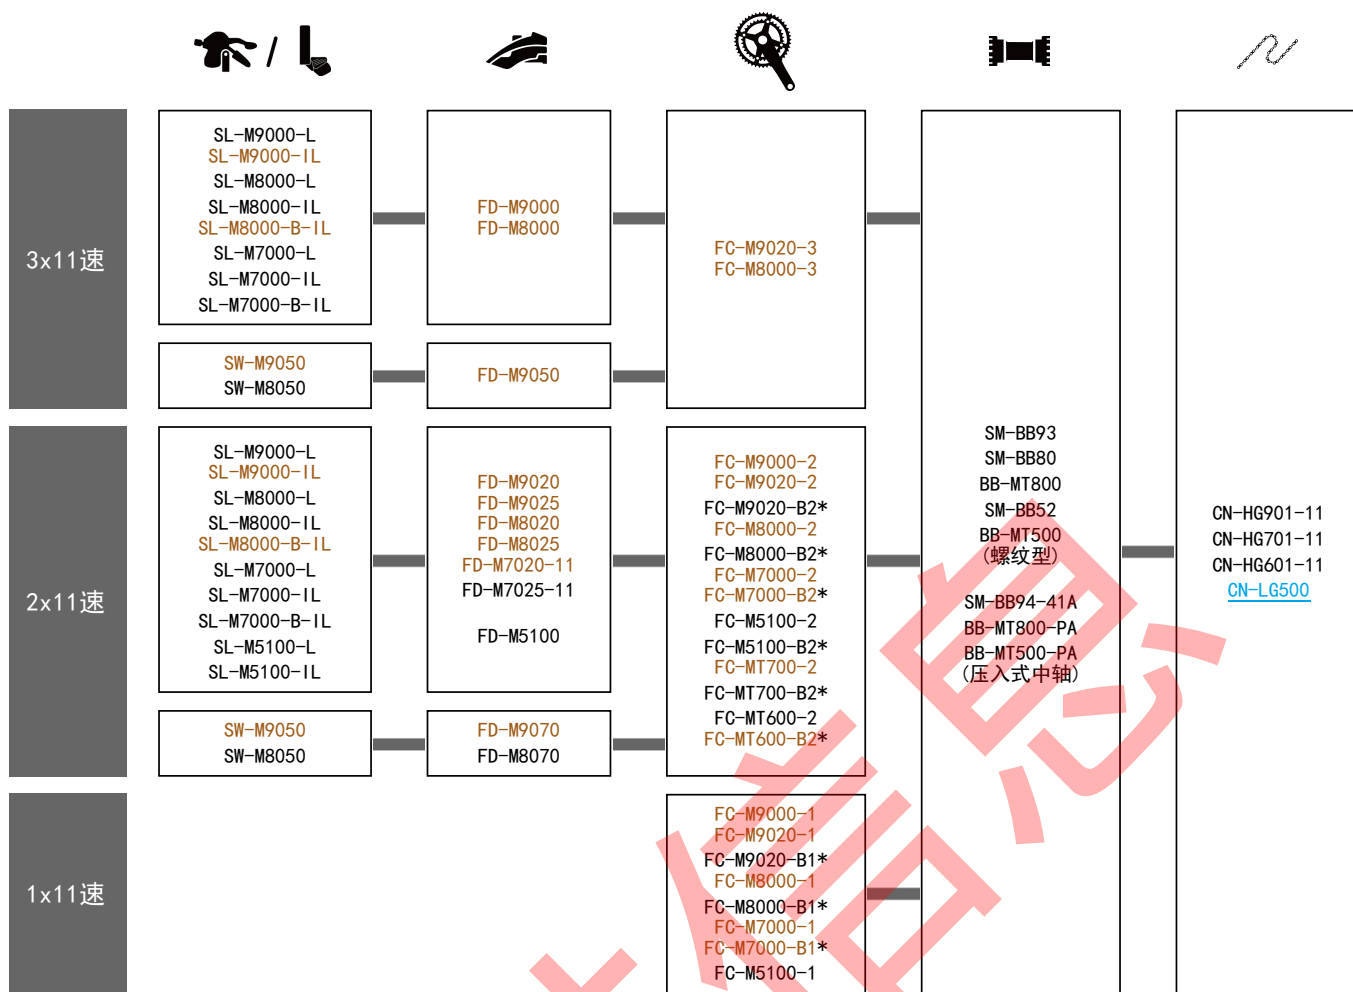 3x11速
SL-M9000-L
SL-M9000-IL
SL-M8000-L
SL-M8000-IL
SL-M8000-B-IL
SL-M7000-L
SL-M7000-IL
SL-M7000-B-IL
FD-M9000
FD-M8000
SW-M9050
SW-M8050
FD-M9050
FC-M9020-3
FC-M8000-3
2x11速
SL-M9000-L
SL-M9000-IL
SL-M8000-L
SL-M8000-IL
SL-M8000-B-IL
SL-M7000-L
SL-M7000-IL
SL-M7000-B-IL
SL-M5100-L
SL-M5100-IL
FD-M9020
FD-M9025
FD-M8020
FD-M8025
FD-M7020-11
FD-M7025-11
FD-M5100
SW-M9050
SW-M8050
FD-M9070
FD-M8070
FC-M9000-2
FC-M9020-2
FC-M9020-B2*
FC-M8000-2
FC-M8000-B2*
FC-M7000-2
FC-M7000-B2*
FC-M5100-2
FC-M5100-B2*
FC-MT700-2
FC-MT700-B2*
FC-MT600-2
FC-MT600-B2*
1x11速
FC-M9000-1
FC-M9020-1
FC-M9020-B1*
FC-M8000-1
FC-M8000-B1*
FC-M7000-1
FC-M7000-B1*
FC-M5100-1
SM-BB93
SM-BB80
BB-MT800
SM-BB52
BB-MT500
(螺纹型)
SM-BB94-41A
BB-MT800-PA
BB-MT500-PA
(压入式中轴)
CN-HG901-11
CN-HG701-11
CN-HG601-11
CN-LG500
信息